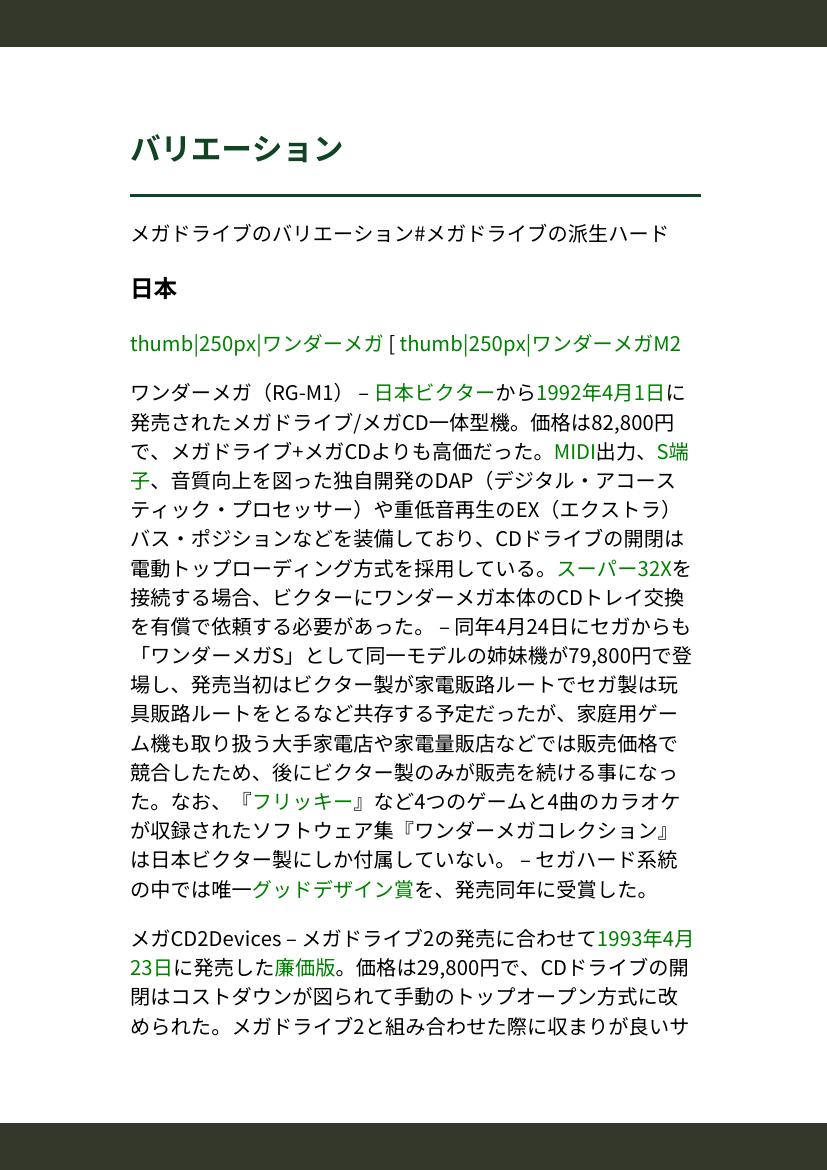 バリエーション
メガドライブのバリエーション#メガドライブの派生ハード
日本
thumb|250px|ワンダーメガ [ thumb|250px|ワンダーメガM2
ワンダーメガ（RG-M1） – 日本ビクターから1992年4月1日に
発売されたメガドライブ/メガCD一体型機。価格は82,800円
で、メガドライブ+メガCDよりも高価だった。MIDI出力、S端
子、音質向上を図った独自開発のDAP（デジタル・アコース
ティック・プロセッサー）や重低音再生のEX（エクストラ）
バス・ポジションなどを装備しており、CDドライブの開閉は
電動トップローディング方式を採用している。スーパー32Xを
接続する場合、ビクターにワンダーメガ本体のCDトレイ交換
を有償で依頼する必要があった。 – 同年4月24日にセガからも
「ワンダーメガS」として同一モデルの姉妹機が79,800円で登
場し、発売当初はビクター製が家電販路ルートでセガ製は玩
具販路ルートをとるなど共存する予定だったが、家庭用ゲー
ム機も取り扱う大手家電店や家電量販店などでは販売価格で
競合したため、後にビクター製のみが販売を続ける事になっ
た。なお、『フリッキー』など4つのゲームと4曲のカラオケ
が収録されたソフトウェア集『ワンダーメガコレクション』
は日本ビクター製にしか付属していない。 – セガハード系統
の中では唯一グッドデザイン賞を、発売同年に受賞した。
メガCD2Devices – メガドライブ2の発売に合わせて1993年4月
23日に発売した廉価版。価格は29,800円で、CDドライブの開
閉はコストダウンが図られて手動のトップオープン方式に改
められた。メガドライブ2と組み合わせた際に収まりが良いサ